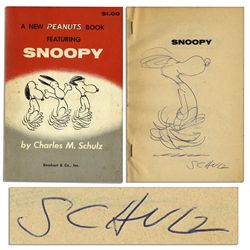 $1.00
A NEW PEANUTS BOOK
FEATURING
SNOOPY
by Charles M. Schulz
Rinehart & Co., Inc.
SNOOPY
SCHULZ
SCHULZ